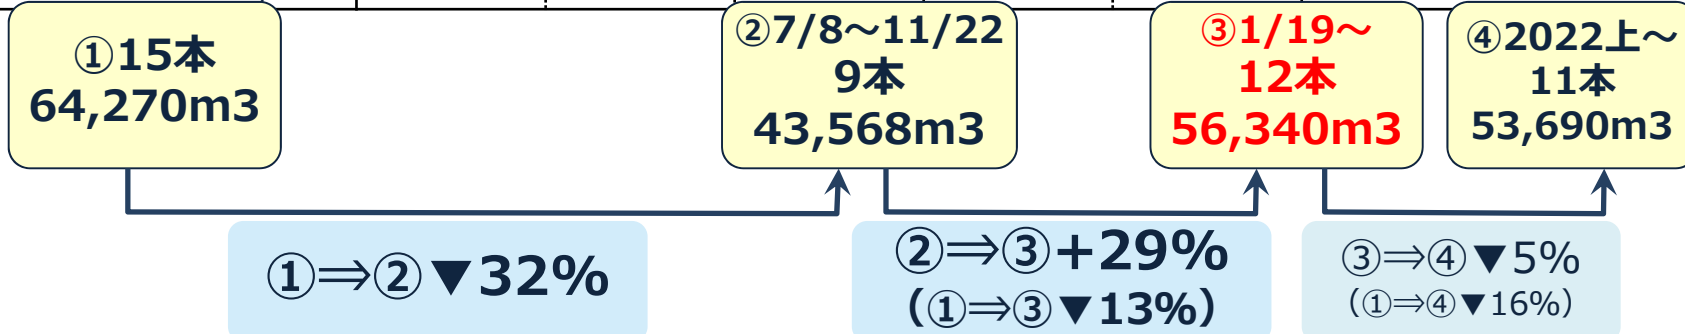 ①15本
64,270m3
②7/8～11/22
9本
43,568m3
③1/19～
12本
56,340m3
④2022上～
11本
53,690m3
①⇒②▼32%
②⇒③+29%
（①⇒③▼13%）
③⇒④▼5%
（①⇒④▼16%）